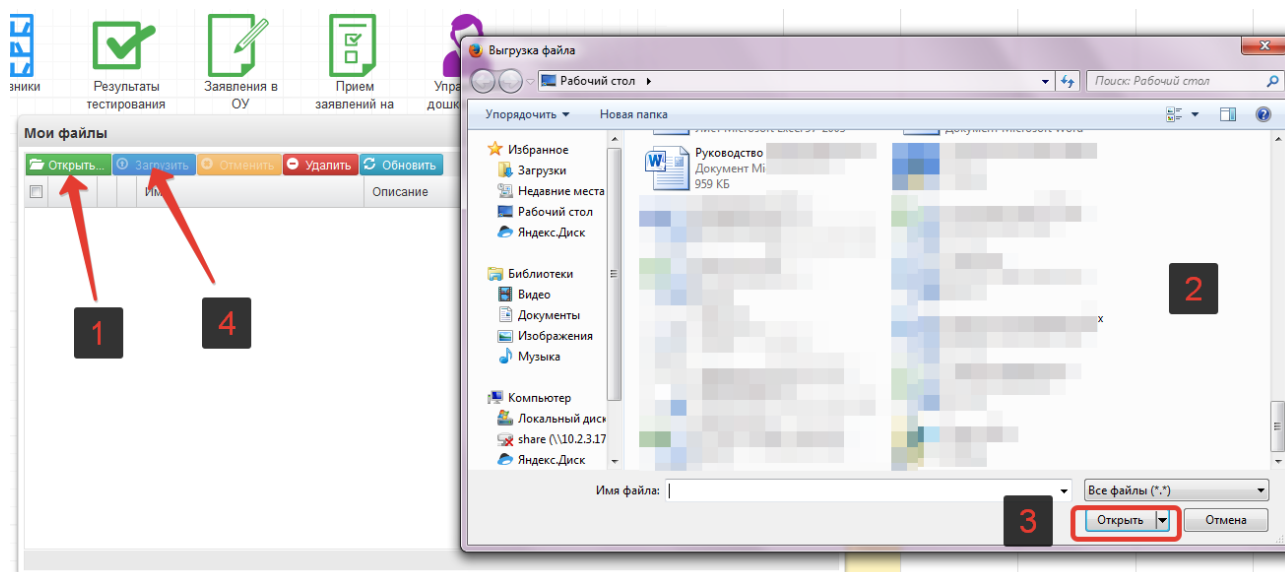 зники
Результаты
тестирования
Заявления в
ОУ
Прием
заявлений на
Упра
дошк
Мои файлы
Открыть...
Загрузить
Отменить
Удалить
Обновить
Им
Описание
1
4
Выгрузка файла
Рабочий стол
Поиск: Рабочий стол
Упорядочить
Новая папка
Избранное
Загрузки
Недавние места
Рабочий стол
Яндекс.Диск
Библиотеки
Видео
Документы
Изображения
Музыка
Компьютер
Локальный диск
share (\\10.2.3.17
Яндекс.Диск
Руководство
Документ Mi
959 КБ
x
2
Имя файла:
Все файлы (*.*)
3
Открыть
Отмена